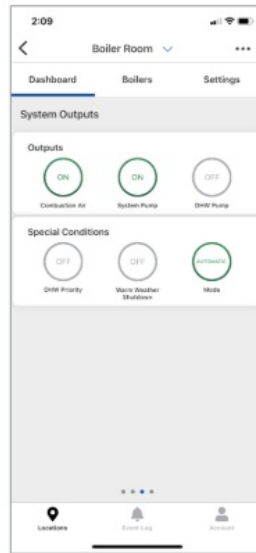 2:09
Boiler Room
Dashboard Boilers Settings
System Outputs
Outputs
ON ON OFF
Combustion Air System Pump DHW Pump
Special Conditions
OFF OFF AUTOMATIC
DHW Priority Warm Weather Shutdown Mode
Locations Event Log Account